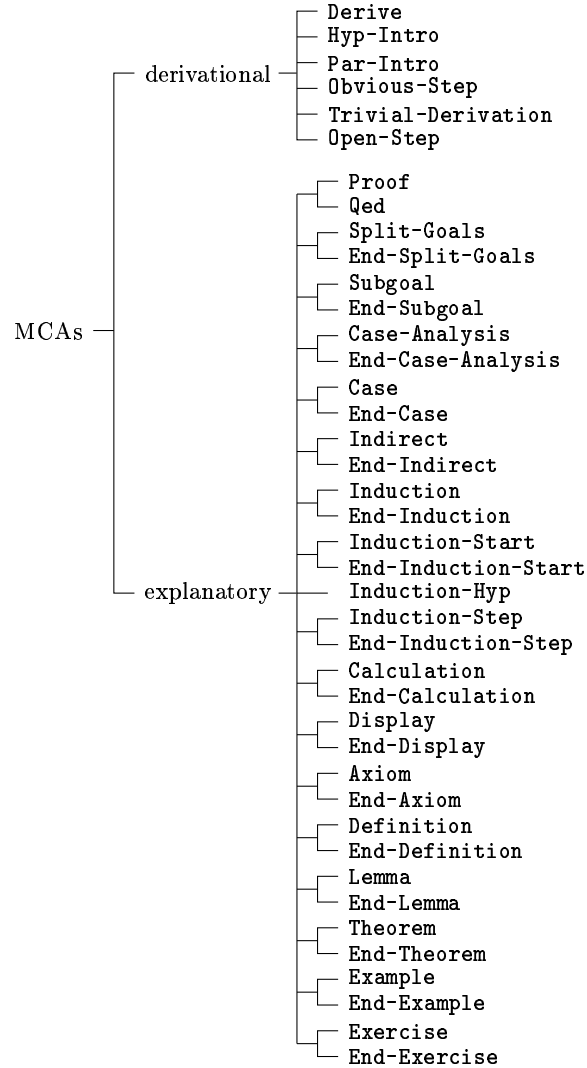 Derive
Hyp-Intro
Par-Intro
derivational
Obvious-Step
Trivial-Derivation
Open-Step
Proof
Qed
Split-Goals
End-Split-Goals
Subgoal
End-Subgoal
MCAs
Case-Analysis
End-Case-Analysis
Case
End-Case
Indirect
End-Indirect
Induction
End-Induction
Induction-Start
End-Induction-Start
explanatory
Induction-Hyp
Induction-Step
End-Induction-Step
Calculation
End-Calculation
Display
End-Display
Axiom
End-Axiom
Definition
End-Definition
Lemma
End-Lemma
Theorem
End-Theorem
Example
End-Example
Exercise
End-Exercise